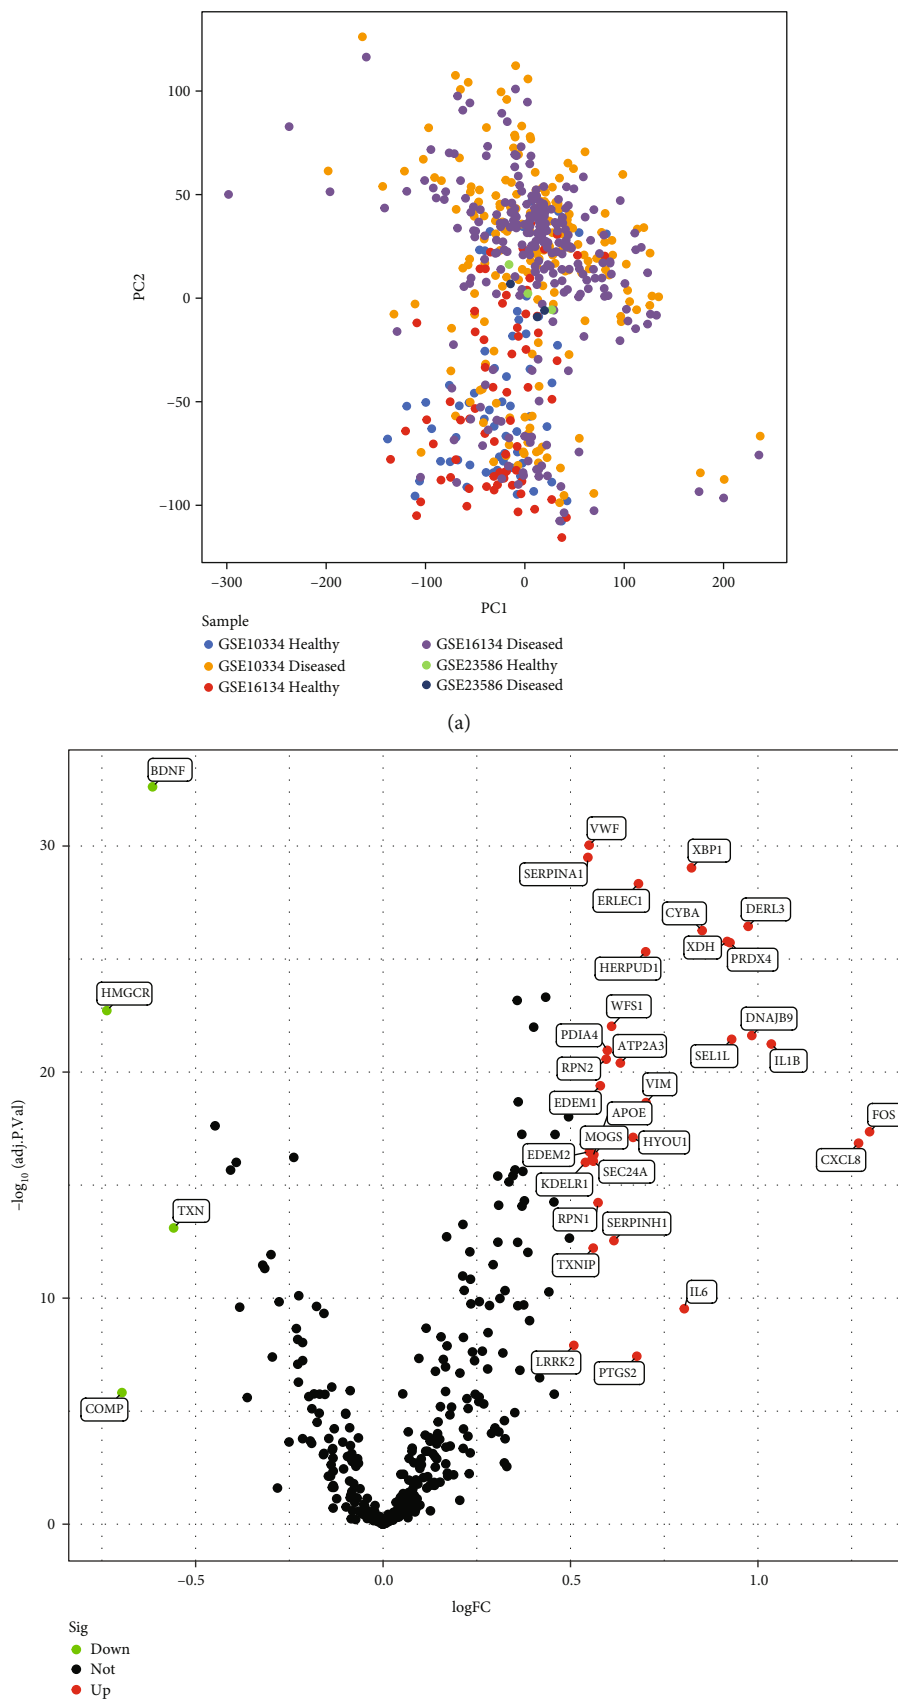 100
50
0
−50
−100
PC2
−300
−200
−100
0
100
200
PC1
Sample
GSE10334 Healthy
GSE10334 Diseased
GSE16134 Healthy
GSE16134 Diseased
GSE23586 Healthy
GSE23586 Diseased
(a)
BDNF
VWF
XBP1
SERPINA1
ERLEC1
CYBA
DERL3
XDH
PRDX4
HERPUD1
HMGCR
WFS1
DNAJB9
PDIA4
ATP2A3
SEL1L
IL1B
RPN2
VIM
EDEM1
APOE
FOS
MOGS
HYOU1
EDEM2
CXCL8
SEC24A
KDELR1
TXN
RPN1
SERPINH1
TXNIP
IL6
LRRK2
PTGS2
COMP
30
20
10
0
−log10 (adj.P.Val)
−0.5
0.0
0.5
1.0
logFC
Sig
Down
Not
Up